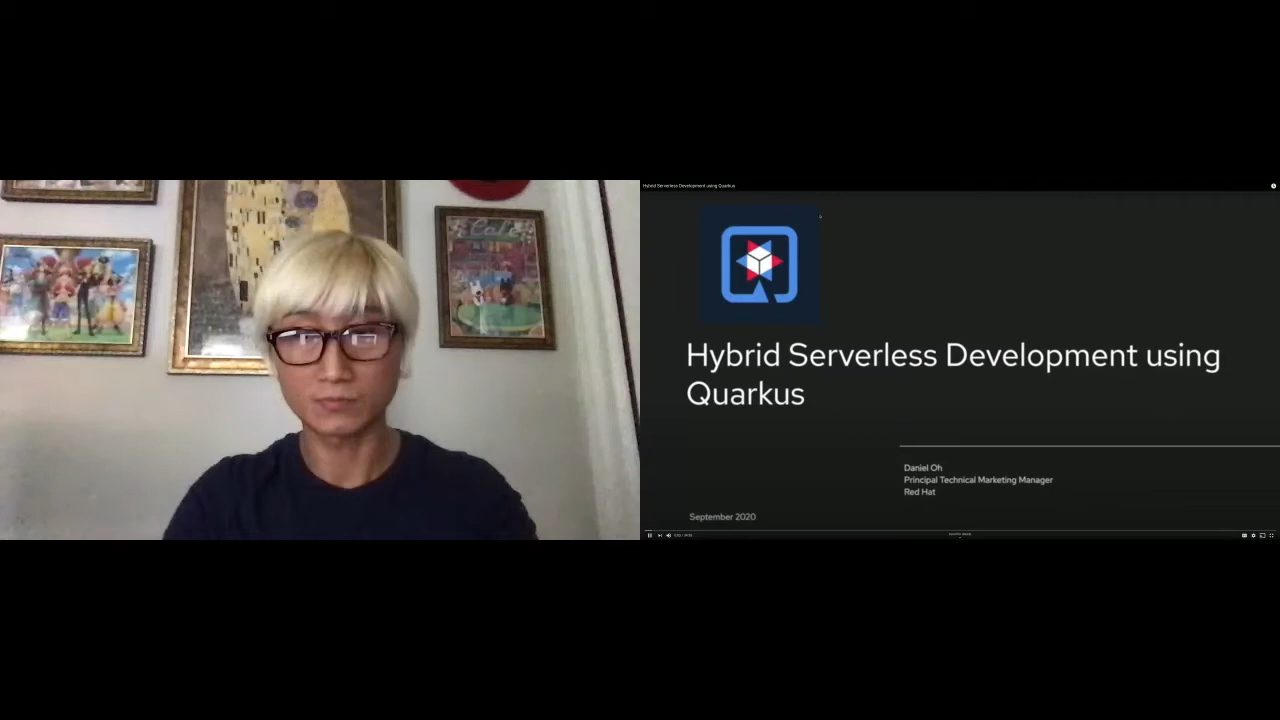 Cafe
Hybrid Serverless Development using Quarkus
Hybrid Serverless Development using
Quarkus
Daniel Oh
Principal Technical Marketing Manager
Red Hat
September 2020